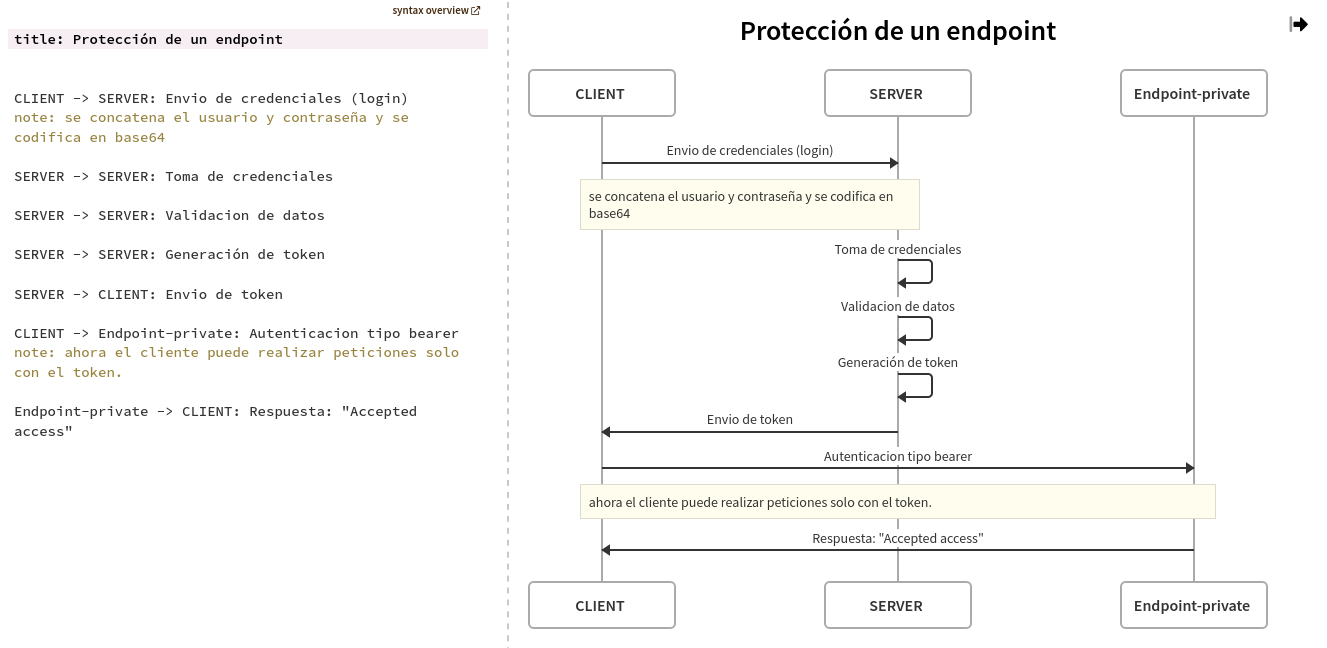 syntax overview
title: Protección de un endpoint
CLIENT -> SERVER: Envio de credenciales (login)
note: se concatena el usuario y contraseña y se
codifica en base64
SERVER -> SERVER: Toma de credenciales
SERVER -> SERVER: Validacion de datos
SERVER -> SERVER: Generación de token
SERVER -> CLIENT: Envio de token
CLIENT -> Endpoint-private: Autenticacion tipo bearer
note: ahora el cliente puede realizar peticiones solo
con el token.
Endpoint-private -> CLIENT: Respuesta: "Accepted
access"
Protección de un endpoint
CLIENT
SERVER
Endpoint-private
Envio de credenciales (login)
se concatena el usuario y contraseña y se codifica en
base64
Toma de credenciales
Validacion de datos
Generación de token
Envio de token
Autenticacion tipo bearer
ahora el cliente puede realizar peticiones solo con el token.
Respuesta: "Accepted access"
CLIENT
SERVER
Endpoint-private